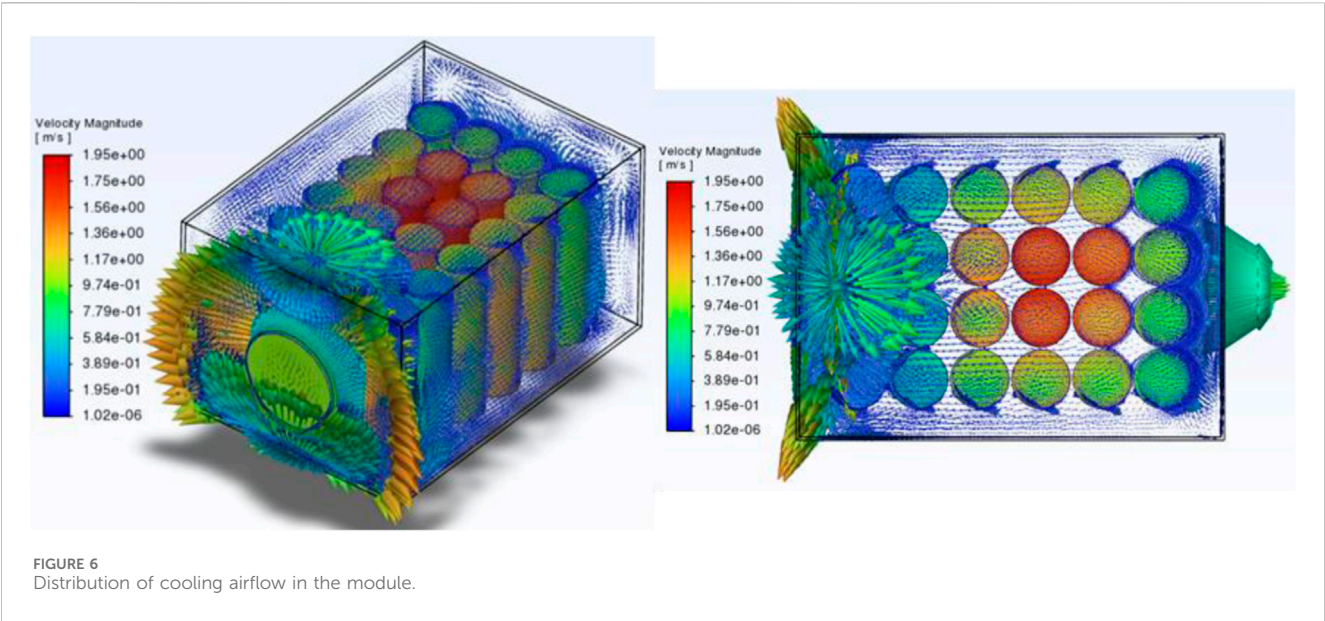 Velocity Magnitude
[ m/s ]
1.95e+00
1.75e+00
1.56e+00
1.36e+00
1.17e+00
9.74e-01
7.79e-01
5.84e-01
3.89e-01
1.95e-01
1.02e-06
Velocity Magnitude
[ m/s ]
1.95e+00
1.75e+00
1.56e+00
1.36e+00
1.17e+00
9.74e-01
7.79e-01
5.84e-01
3.89e-01
1.95e-01
1.02e-06
FIGURE 6
Distribution of cooling airflow in the module.